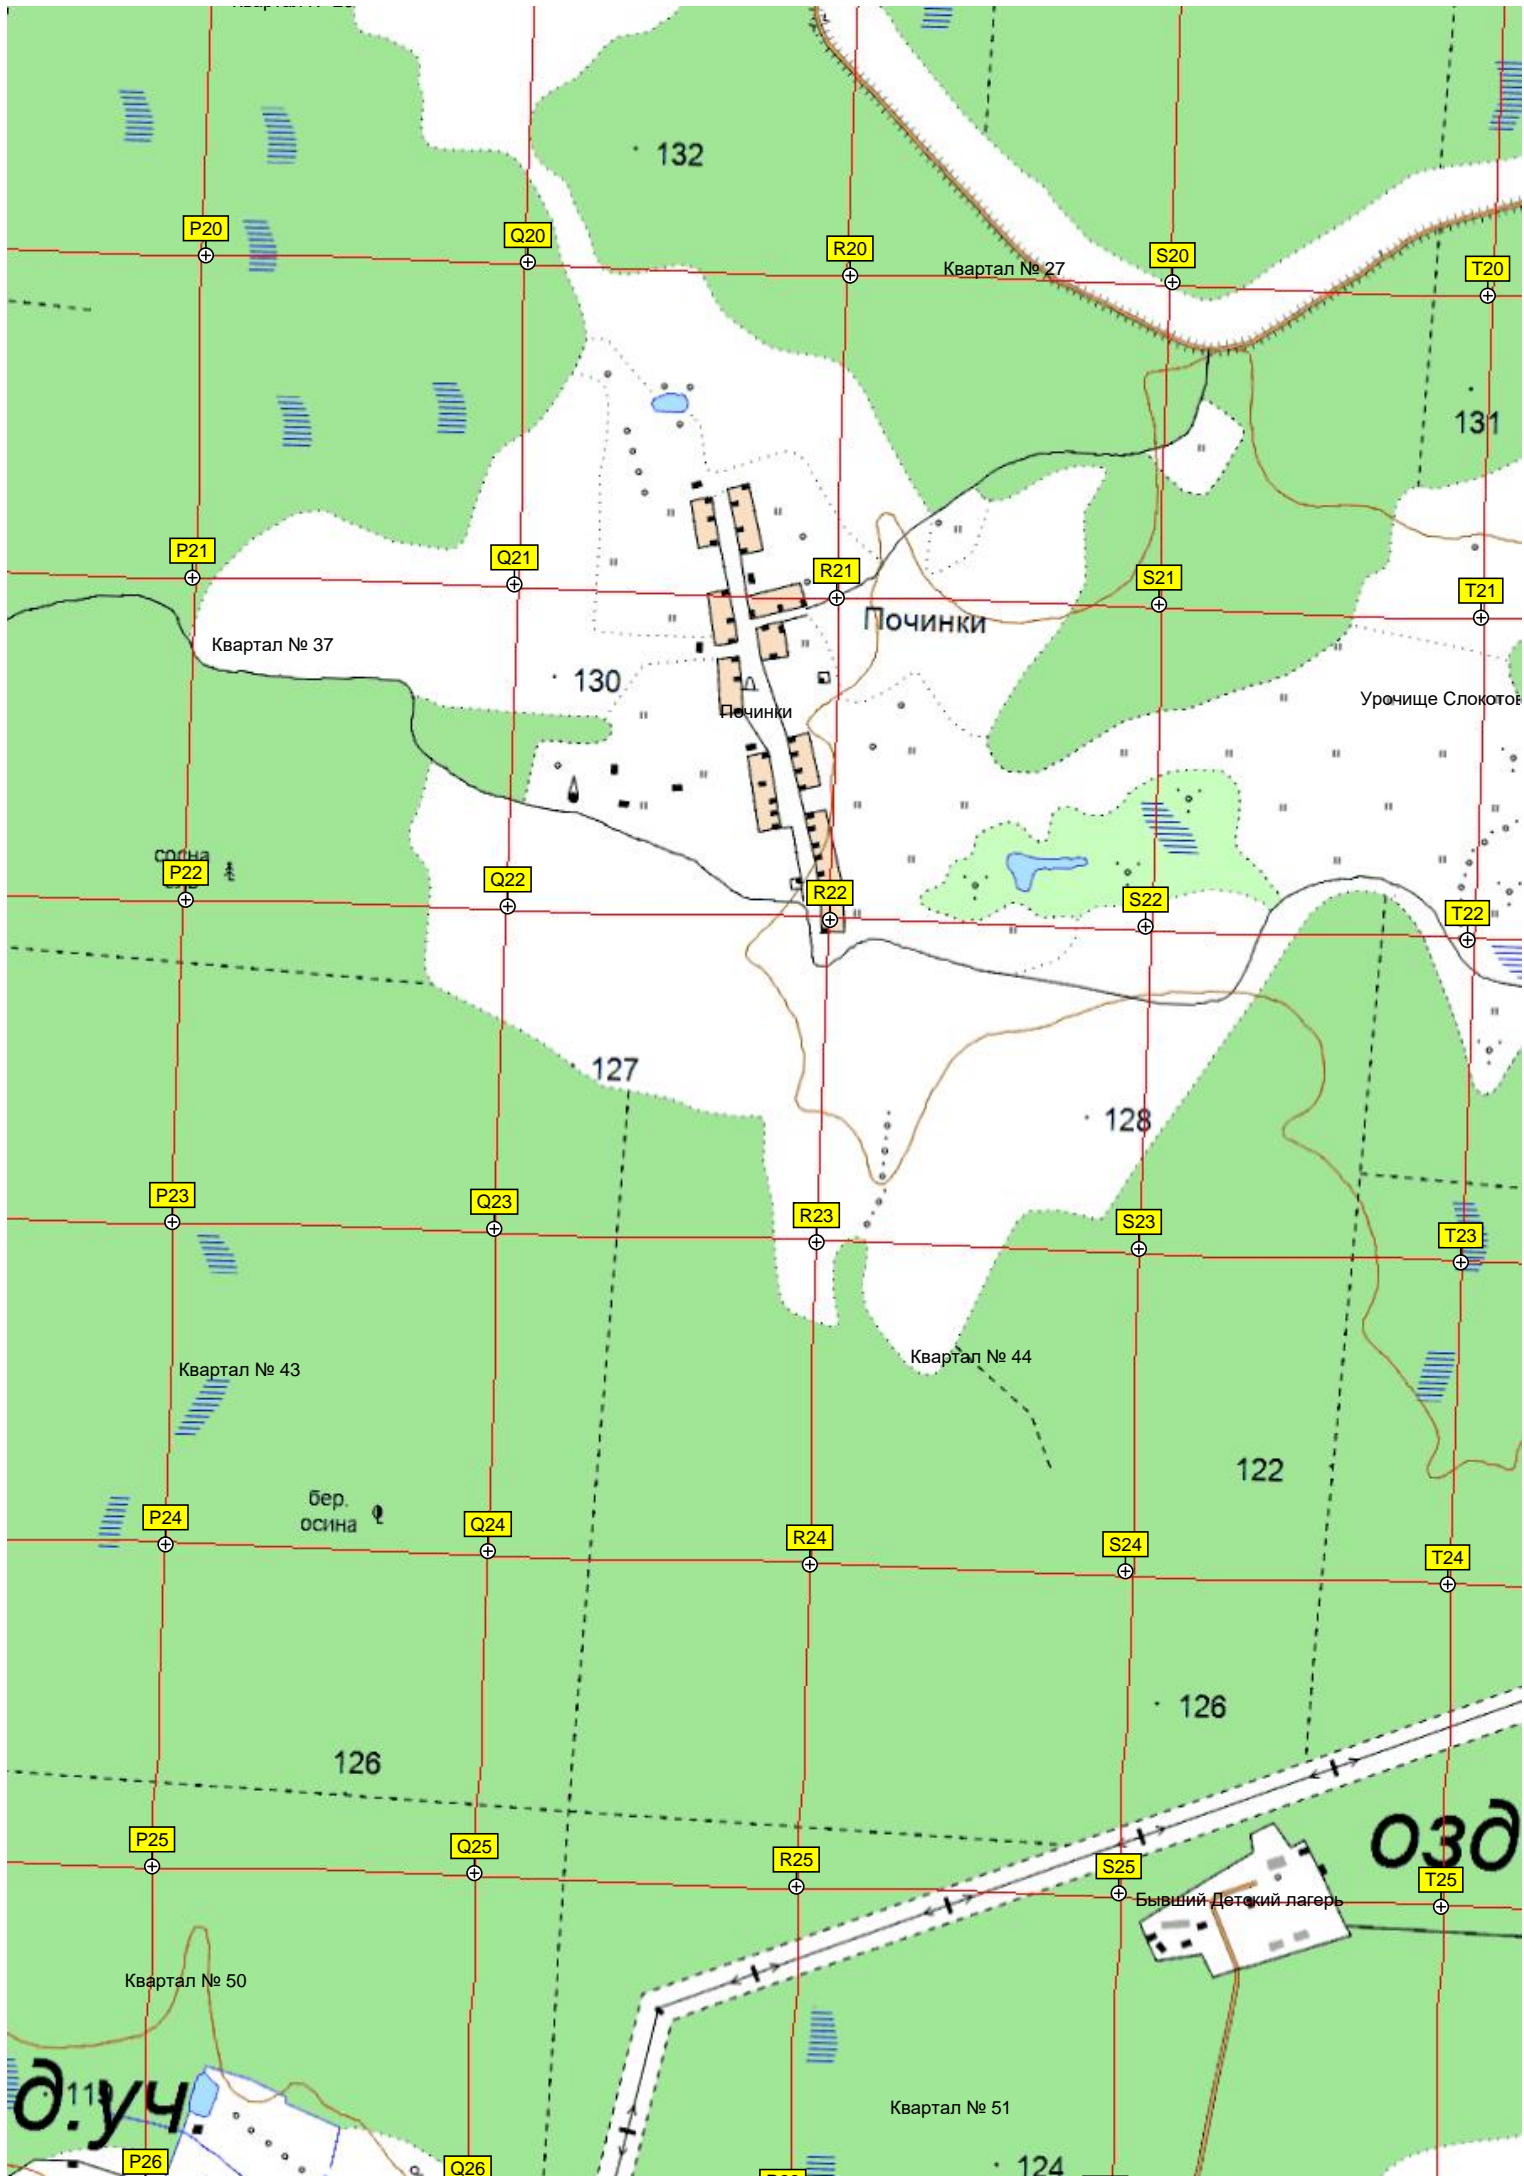 132
P20
Q20
R20
Квартал № 27
S20
T20
131
P21
Q21
R21
S21
T21
Починки
Квартал № 37
130
Починки
Урочище Слокотов
сосна
P22
Q22
R22
S22
T22
127
128
P23
Q23
R23
S23
T23
Квартал № 44
Квартал № 43
122
бер.
осина
P24
Q24
R24
S24
T24
126
126
озд
P25
Q25
R25
S25
T25
Бывший Детский лагерь
Квартал № 50
д.уч
Квартал № 51
P26
Q26
124